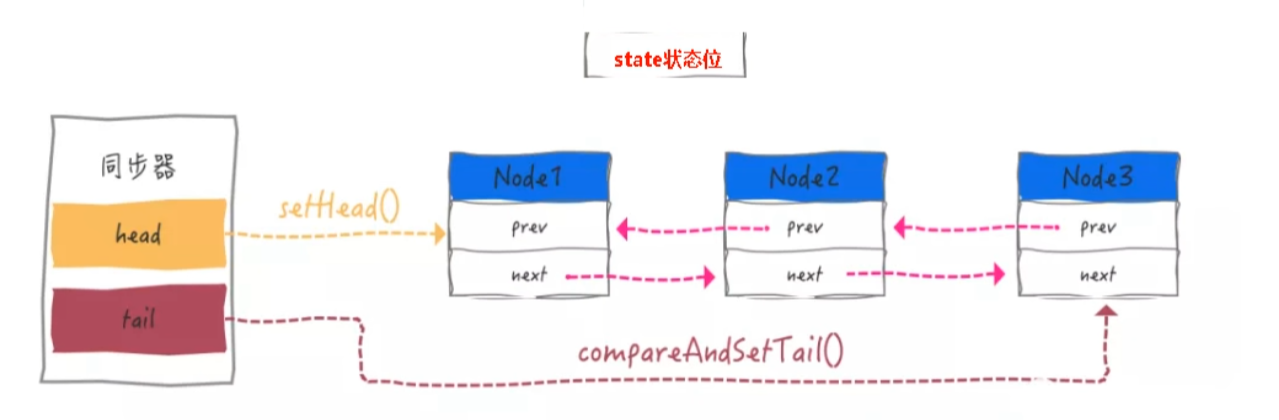 state状态位
同步器
head
tail
setHead()
Node1
prev
next
Node2
prev
next
Node3
prev
next
compareAndSetTail()